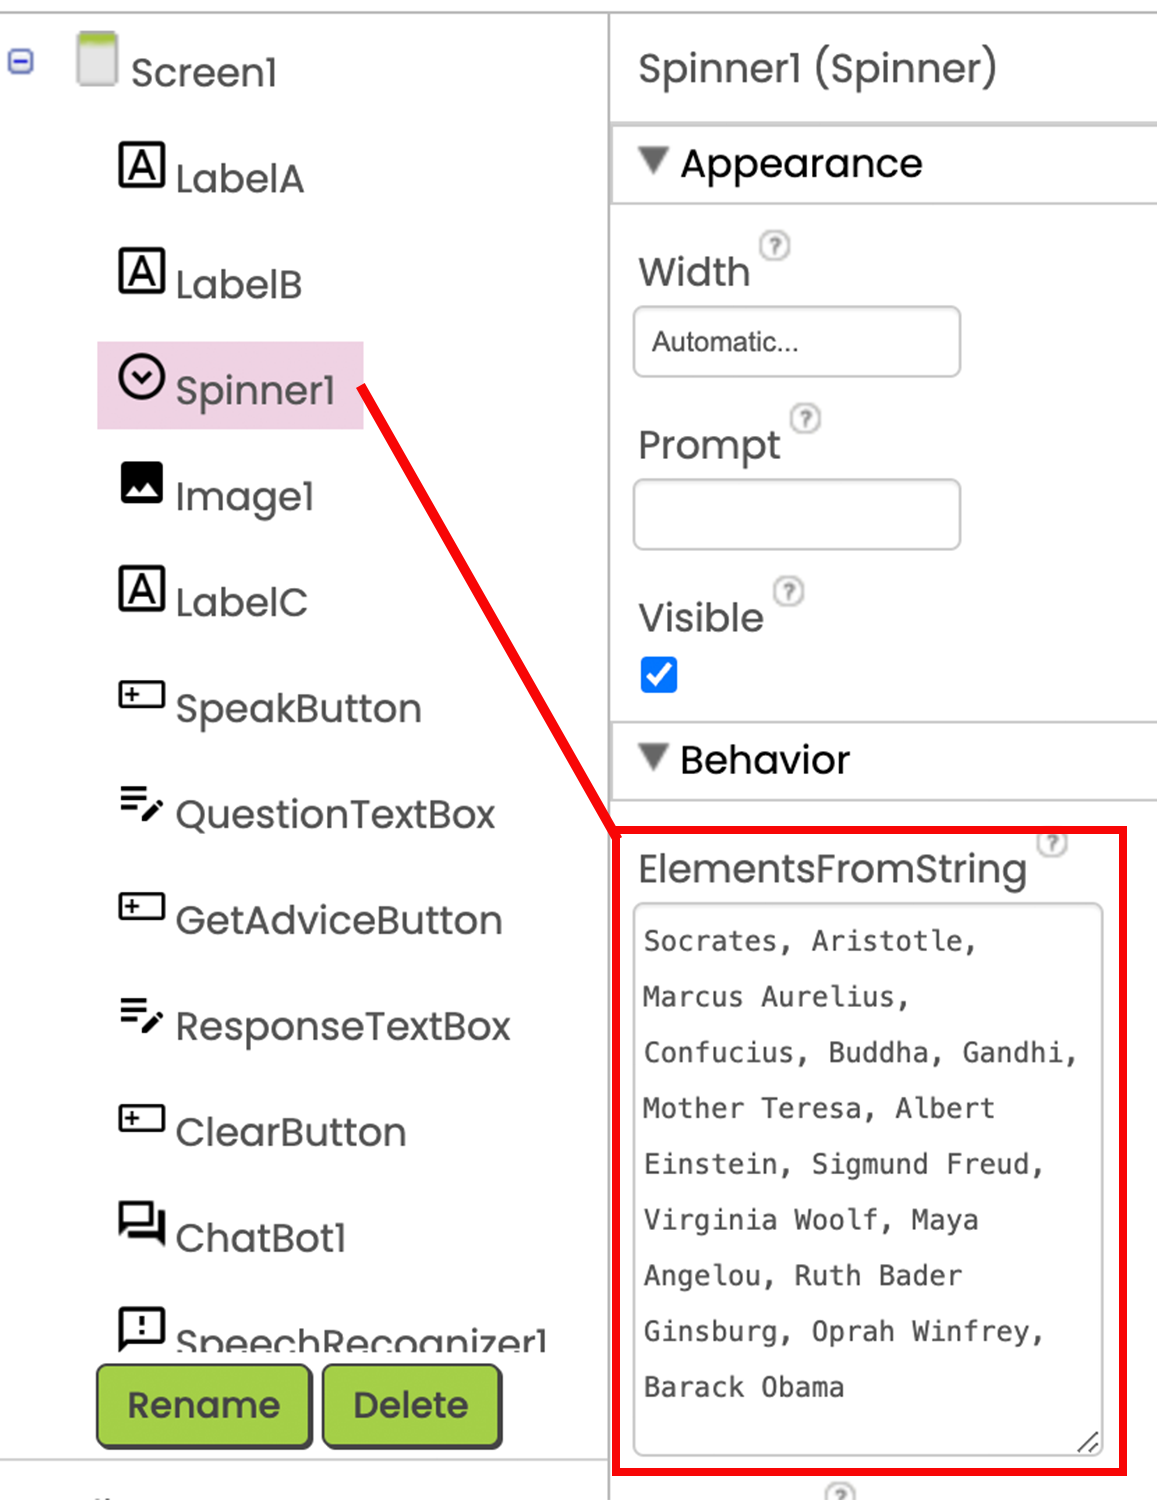 Screen1
LabelA
LabelB
Spinner1
Image1
LabelC
SpeakButton
QuestionTextBox
GetAdviceButton
ResponseTextBox
ClearButton
ChatBot1
SpeechRecognizer1
Rename Delete
Spinner1 (Spinner)
Appearance
Width ?
Automatic...
Prompt ?
Visible ?
Behavior
ElementsFromString ?
Socrates, Aristotle,
Marcus Aurelius,
Confucius, Buddha, Gandhi,
Mother Teresa, Albert
Einstein, Sigmund Freud,
Virginia Woolf, Maya
Angelou, Ruth Bader
Ginsburg, Oprah Winfrey,
Barack Obama
?